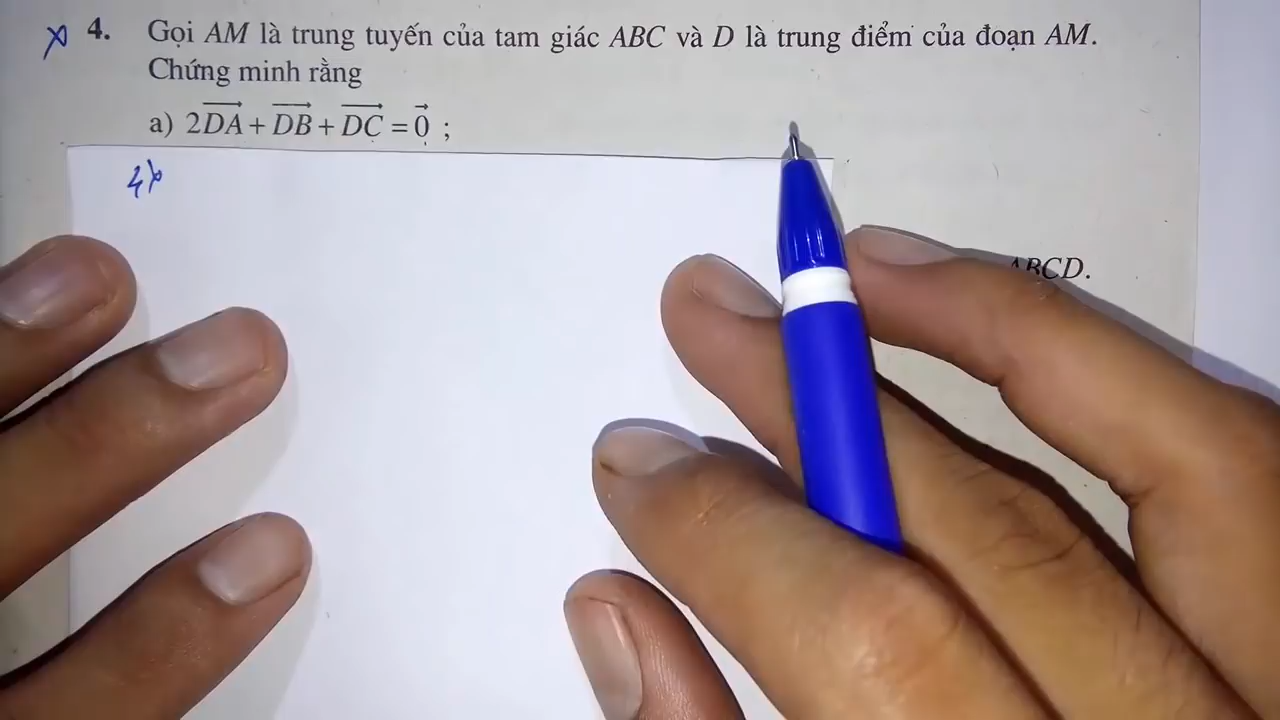 4. Gọi AM là trung tuyến của tam giác ABC và D là trung điểm của đoạn AM.
Chứng minh rằng
a) 2\overrightarrow{DA} + \overrightarrow{DB} + \overrightarrow{DC} = \vec{0} ;
4)
ABCD.